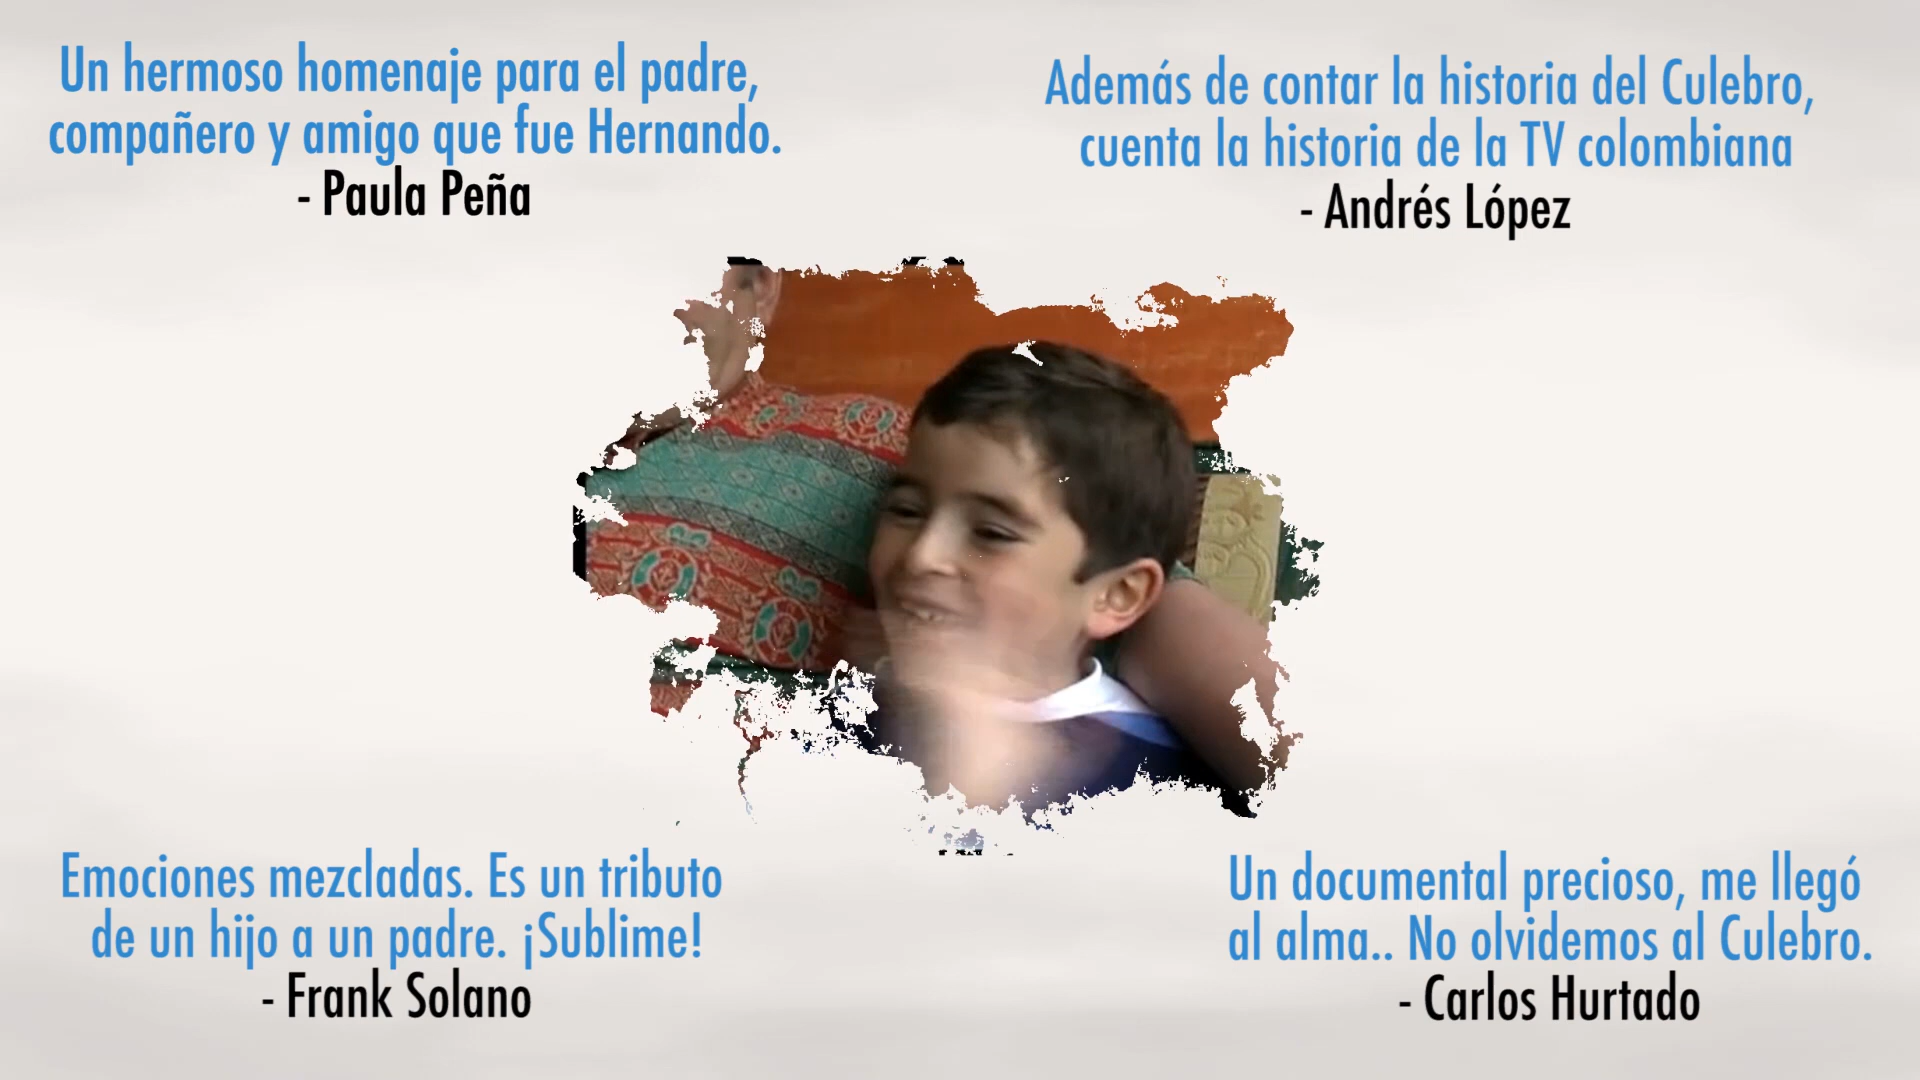 Un hermoso homenaje para el padre,
compañero y amigo que fue Hernando.
- Paula Peña
Además de contar la historia del Culebro,
cuenta la historia de la TV colombiana
- Andrés López
Emociones mezcladas. Es un tributo
de un hijo a un padre. ¡Sublime!
- Frank Solano
Un documental precioso, me llegó
al alma.. No olvidemos al Culebro.
- Carlos Hurtado